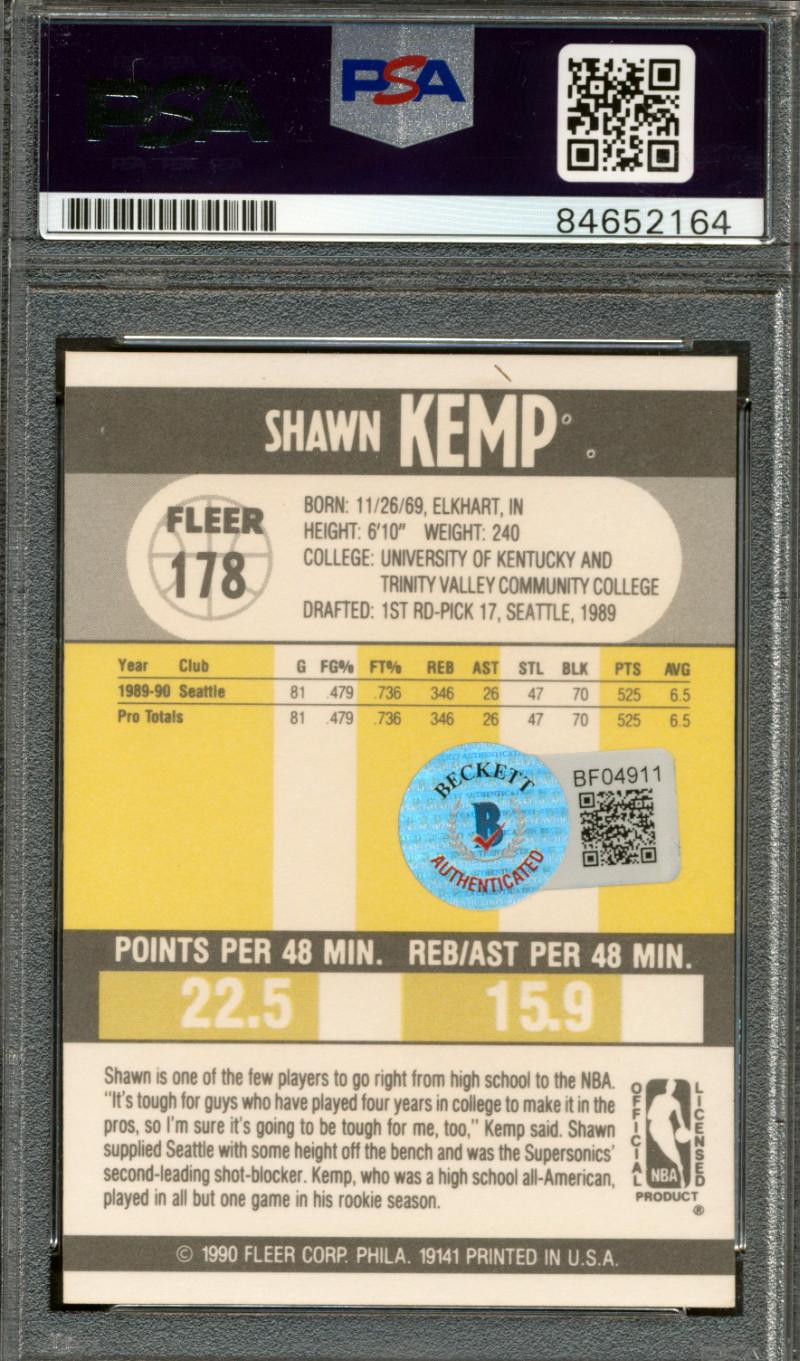 PSA
PSA
84652164
SHAWN KEMP
FLEER
178
BORN: 11/26/69, ELKHART, IN
HEIGHT: 6'10" WEIGHT: 240
COLLEGE: UNIVERSITY OF KENTUCKY AND
TRINITY VALLEY COMMUNITY COLLEGE
DRAFTED: 1ST RD-PICK 17, SEATTLE, 1989
Year Club G FG% FT% REB AST STL BLK PTS AVG
1989-90 Seattle 81 .479 .736 346 26 47 70 525 6.5
Pro Totals 81 .479 .736 346 26 47 70 525 6.5
BECKETT
B
AUTHENTICATED
BF04911
POINTS PER 48 MIN. REB/AST PER 48 MIN.
22.5 15.9
Shawn is one of the few players to go right from high school to the NBA.
"It's tough for guys who have played four years in college to make it in the
pros, so I'm sure it's going to be tough for me, too," Kemp said. Shawn
supplied Seattle with some height off the bench and was the Supersonics'
second-leading shot-blocker. Kemp, who was a high school all-American,
played in all but one game in his rookie season.
OFFICIAL
NBA
LICENSED
PRODUCT
®
© 1990 FLEER CORP. PHILA. 19141 PRINTED IN U.S.A.